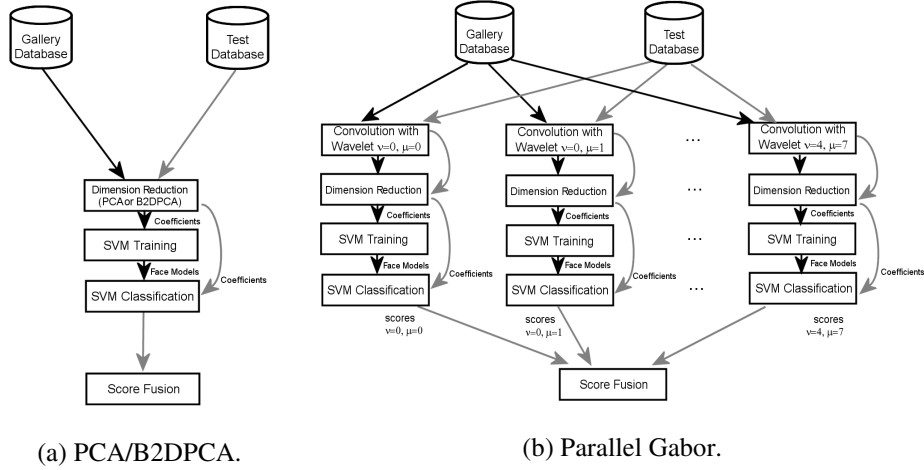 Gallery
Database
Test
Database
Dimension Reduction
(PCAor B2DPCA)
Coefficients
SVM Training
Face Models
SVM Classification
Coefficients
Score Fusion
(a) PCA/B2DPCA.
Gallery
Database
Test
Database
Convolution with
Wavelet ν=0, μ=0
Dimension Reduction
Coefficients
SVM Training
Face Models
Coefficients
SVM Classification
scores
ν=0, μ=0
Convolution with
Wavelet ν=0, μ=1
Dimension Reduction
Coefficients
SVM Training
Face Models
Coefficients
SVM Classification
scores
ν=0, μ=1
...
...
...
...
Convolution with
Wavelet ν=4, μ=7
Dimension Reduction
Coefficients
SVM Training
Face Models
Coefficients
SVM Classification
scores
ν=4, μ=7
Score Fusion
(b) Parallel Gabor.